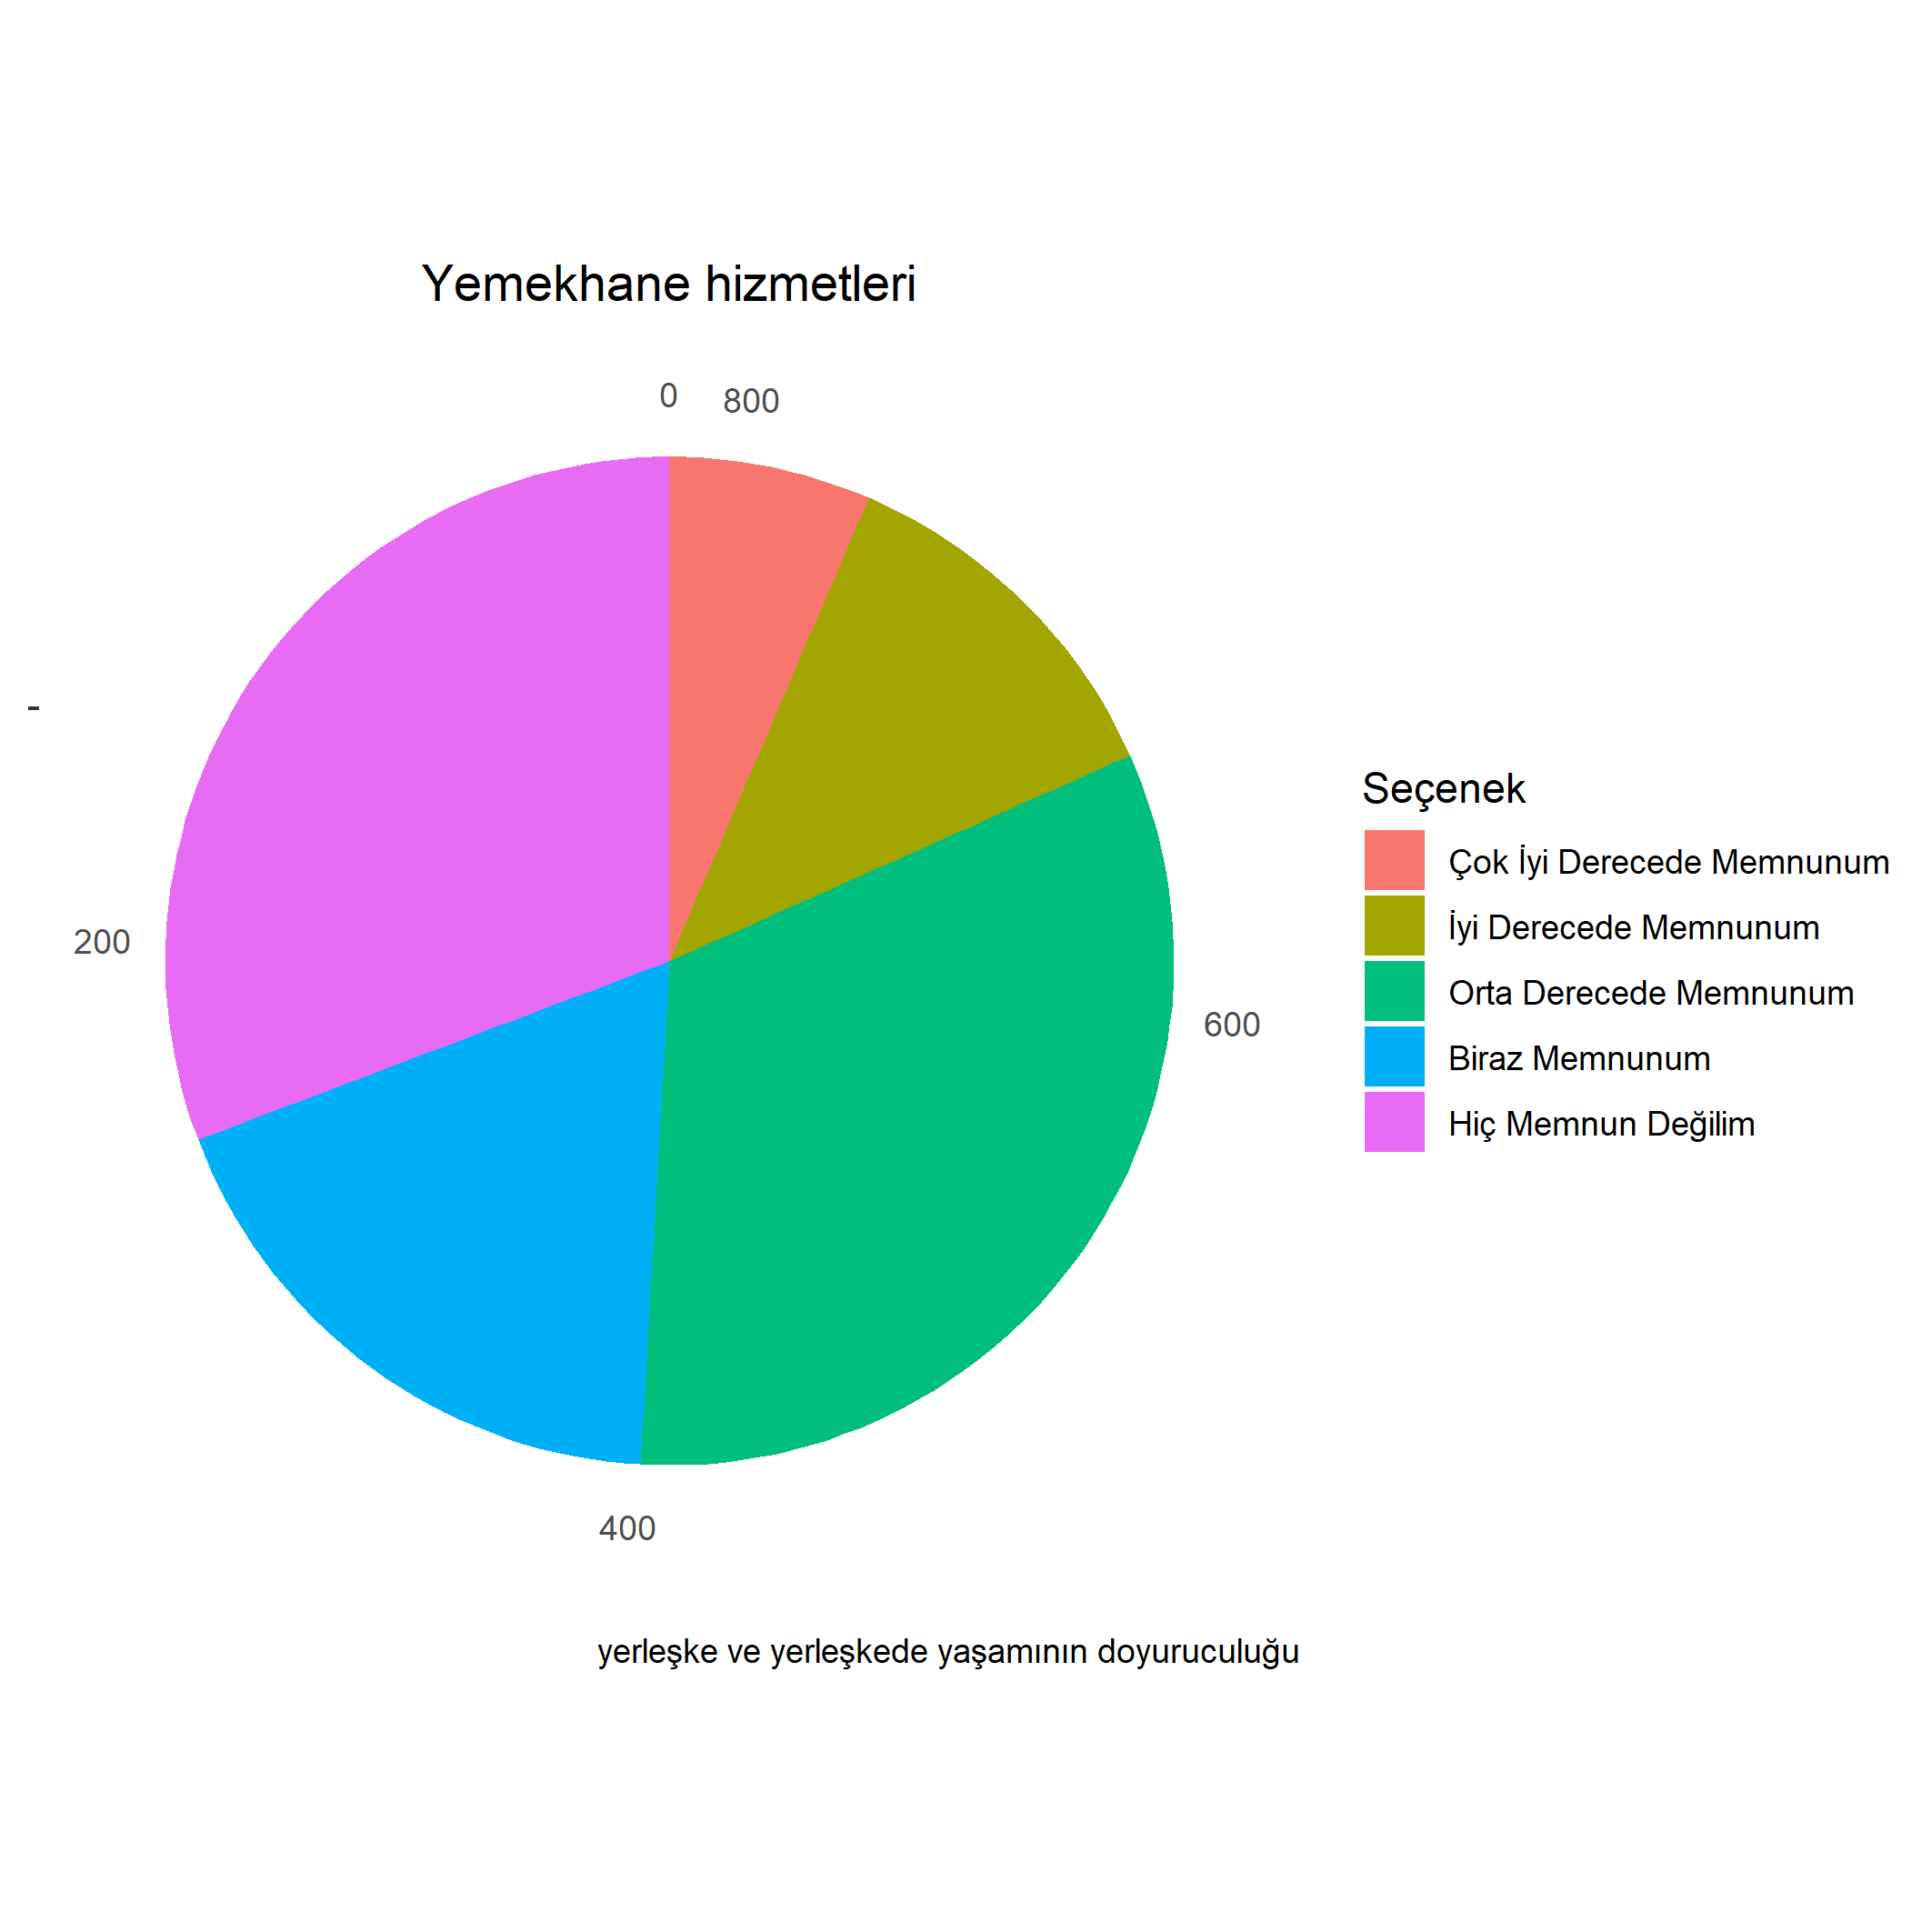 Yemekhane hizmetleri
0
800
-
200
600
400
Seçenek
Çok İyi Derecede Memnunum
İyi Derecede Memnunum
Orta Derecede Memnunum
Biraz Memnunum
Hiç Memnun Değilim
yerleşke ve yerleşkede yaşamının doyuruculuğu